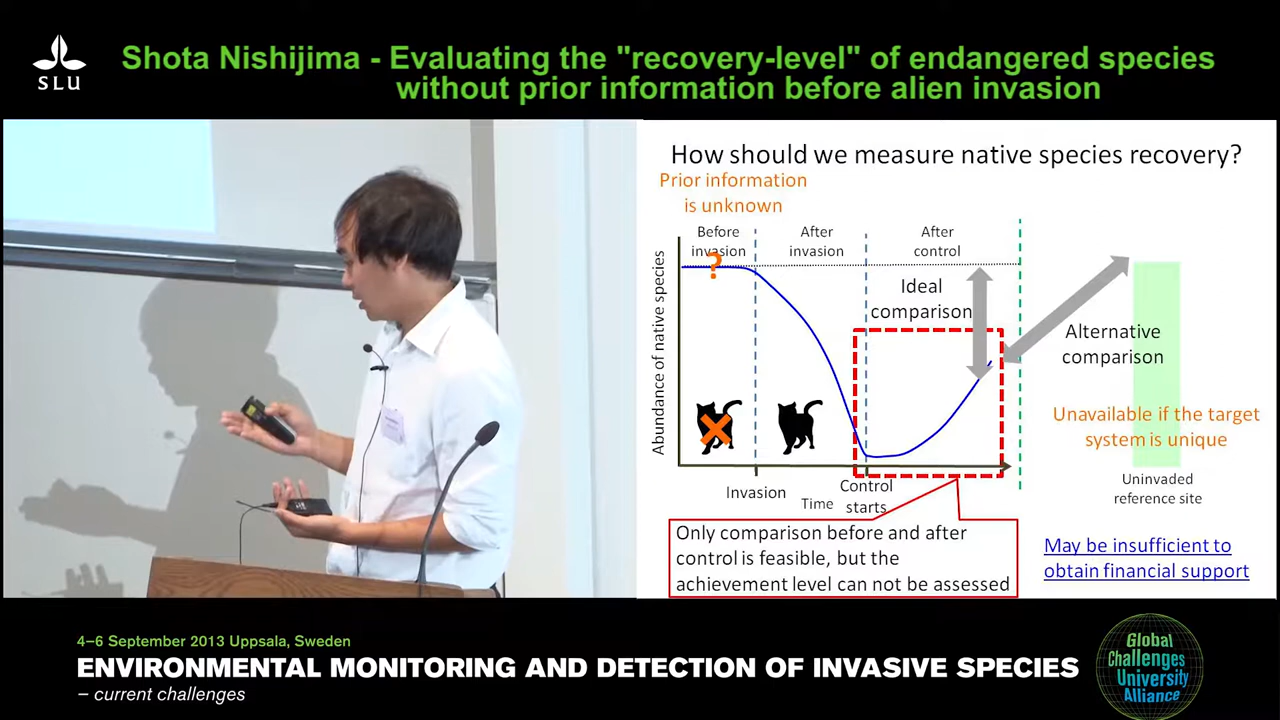 Shota Nishijima - Evaluating the "recovery-level" of endangered species
without prior information before alien invasion
SLU
How should we measure native species recovery?
Prior information
is unknown
Before
invasion
After
invasion
After
control
?
Abundance of native species
Ideal
comparison
Alternative
comparison
Unavailable if the target
system is unique
Uninvaded
reference site
Invasion
Time
Control
starts
Only comparison before and after
control is feasible, but the
achievement level can not be assessed
May be insufficient to
obtain financial support
4–6 September 2013 Uppsala, Sweden
ENVIRONMENTAL MONITORING AND DETECTION OF INVASIVE SPECIES
– current challenges
Global
Challenges
University
Alliance